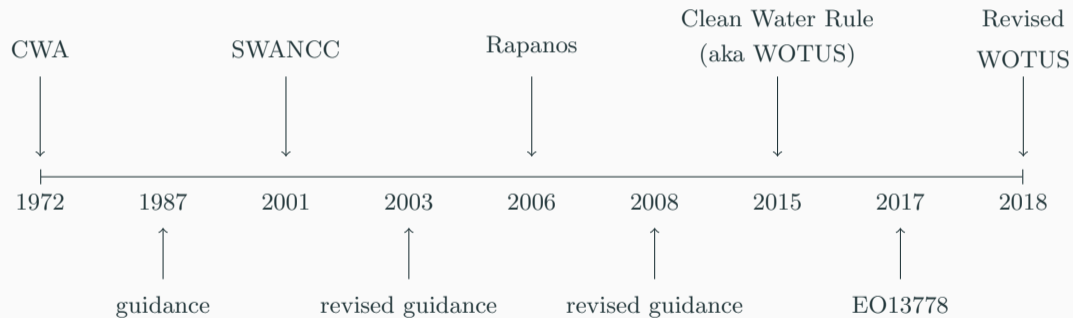 Clean Water Rule
Revised
CWA
SWANCC
Rapanos
(aka WOTUS)
WOTUS
1972 1987 2001 2003 2006 2008 2015 2017 2018
guidance
revised guidance
revised guidance
EO13778